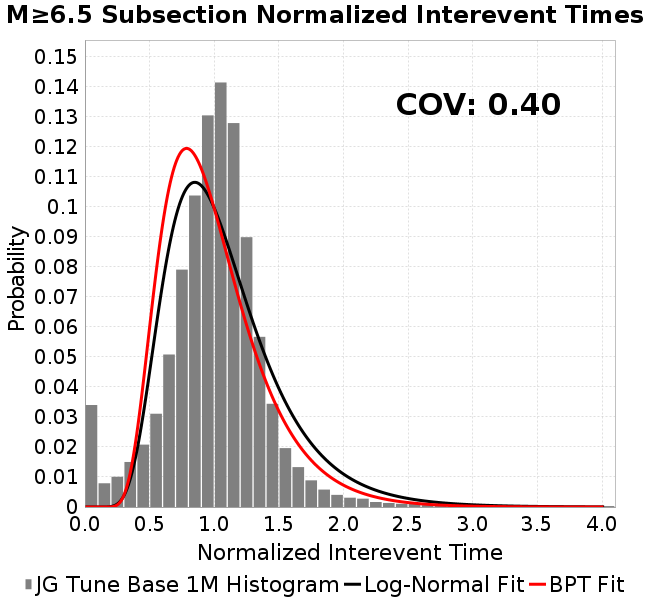 M≥6.5 Subsection Normalized Interevent Times
COV: 0.40
Probability
0.15
0.14
0.13
0.12
0.11
0.1
0.09
0.08
0.07
0.06
0.05
0.04
0.03
0.02
0.01
0
0.0 0.5 1.0 1.5 2.0 2.5 3.0 3.5 4.0
Normalized Interevent Time
JG Tune Base 1M Histogram Log-Normal Fit BPT Fit